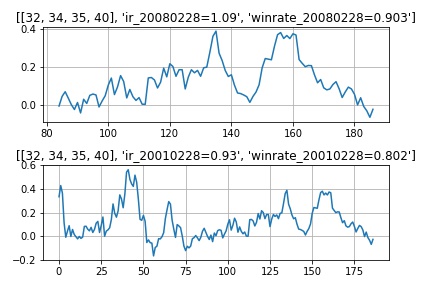 [[32, 34, 35, 40], 'ir_20080228=1.09', 'winrate_20080228=0.903']
0.4
0.2
0.0
80 100 120 140 160 180
[[32, 34, 35, 40], 'ir_20010228=0.93', 'winrate_20010228=0.802']
0.6
0.4
0.2
0.0
−0.2
0 25 50 75 100 125 150 175